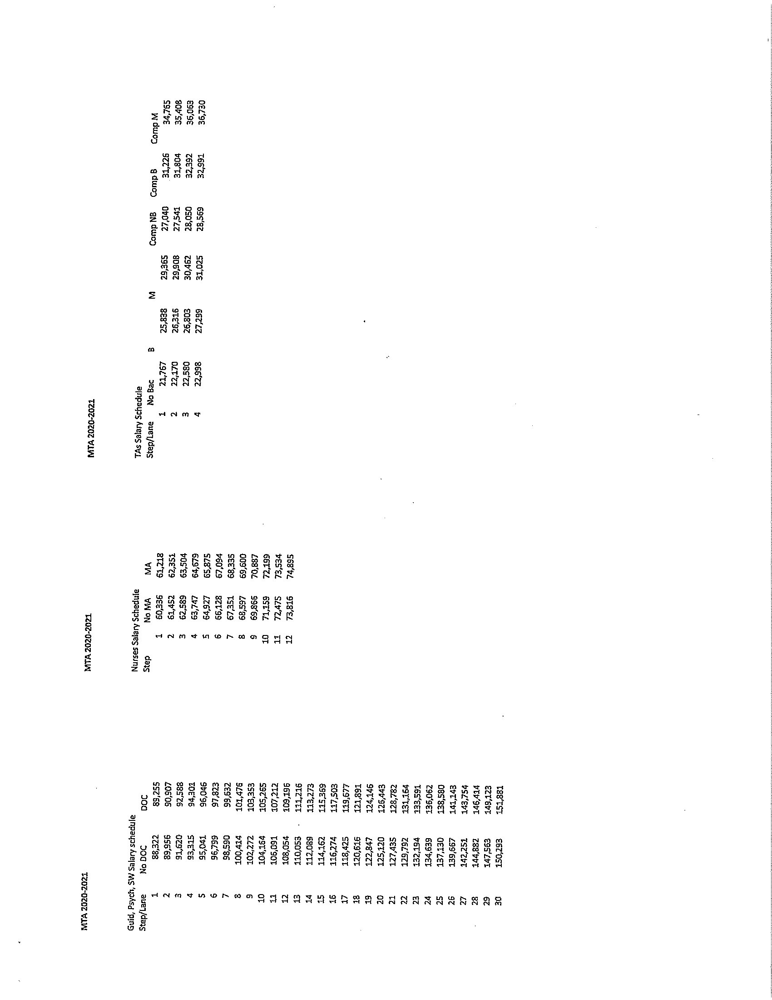 MTA 2020-2021
Guid, Psych, SW Salary schedule
Step/Lane No DOC DOC
1 88,322 89,255
2 89,956 90,907
3 91,620 92,588
4 93,315 94,301
5 95,041 96,046
6 96,799 97,823
7 98,590 99,632
8 100,414 101,476
9 102,272 103,353
10 104,164 105,265
11 106,091 107,212
12 108,054 109,196
13 110,053 111,216
14 112,089 113,273
15 114,162 115,369
16 116,274 117,503
17 118,425 119,677
18 120,616 121,891
19 122,847 124,146
20 125,120 126,443
21 127,435 128,782
22 129,792 131,164
23 132,194 133,591
24 134,639 136,062
25 137,130 138,580
26 139,667 141,143
27 142,251 143,754
28 144,882 146,414
29 147,563 149,123
30 150,293 151,881
MTA 2020-2021
Nurses Salary Schedule
Step No MA MA
1 60,336 61,218
2 61,452 62,351
3 62,589 63,504
4 63,747 64,679
5 64,927 65,875
6 66,128 67,094
7 67,351 68,335
8 68,597 69,600
9 69,866 70,887
10 71,159 72,199
11 72,475 73,534
12 73,816 74,895
MTA 2020-2021
TAs Salary Schedule
Step/Lane No Bac B M Comp NB Comp B Comp M
1 21,767 25,838 29,365 27,040 31,226 34,765
2 22,170 26,316 29,908 27,541 31,804 35,408
3 22,580 26,803 30,462 28,050 32,392 36,063
4 22,998 27,299 31,025 28,569 32,991 36,730